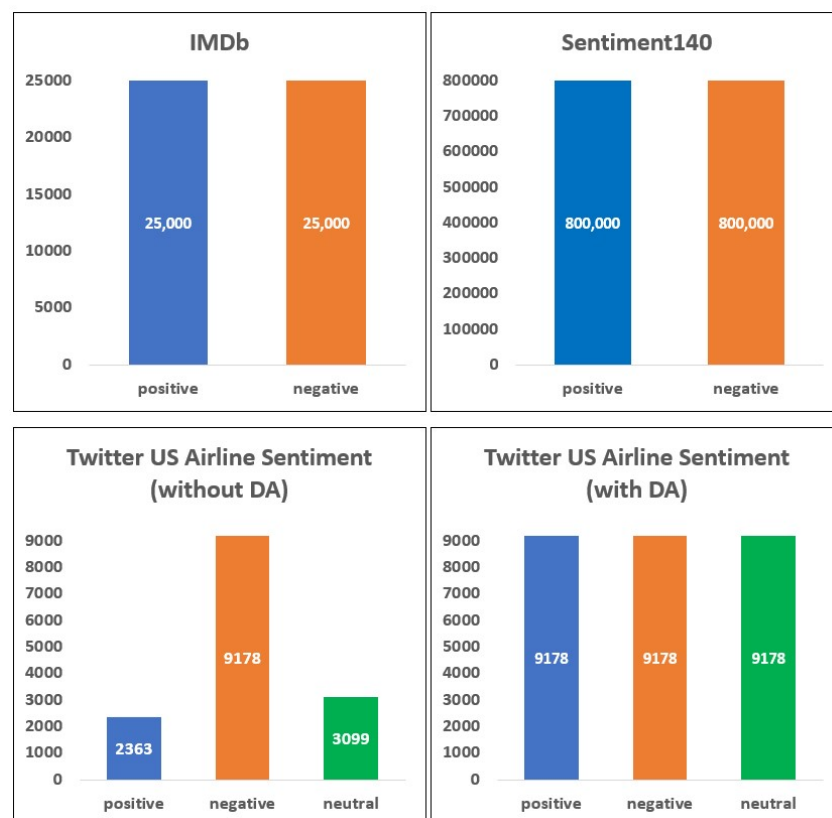 IMDb
25000
20000
15000
10000
5000
0
25,000
25,000
positive
negative
Sentiment140
800000
700000
600000
500000
400000
300000
200000
100000
0
800,000
800,000
positive
negative
Twitter US Airline Sentiment
(without DA)
9000
8000
7000
6000
5000
4000
3000
2000
1000
0
2363
9178
3099
positive
negative
neutral
Twitter US Airline Sentiment
(with DA)
9000
8000
7000
6000
5000
4000
3000
2000
1000
0
9178
9178
9178
positive
negative
neutral